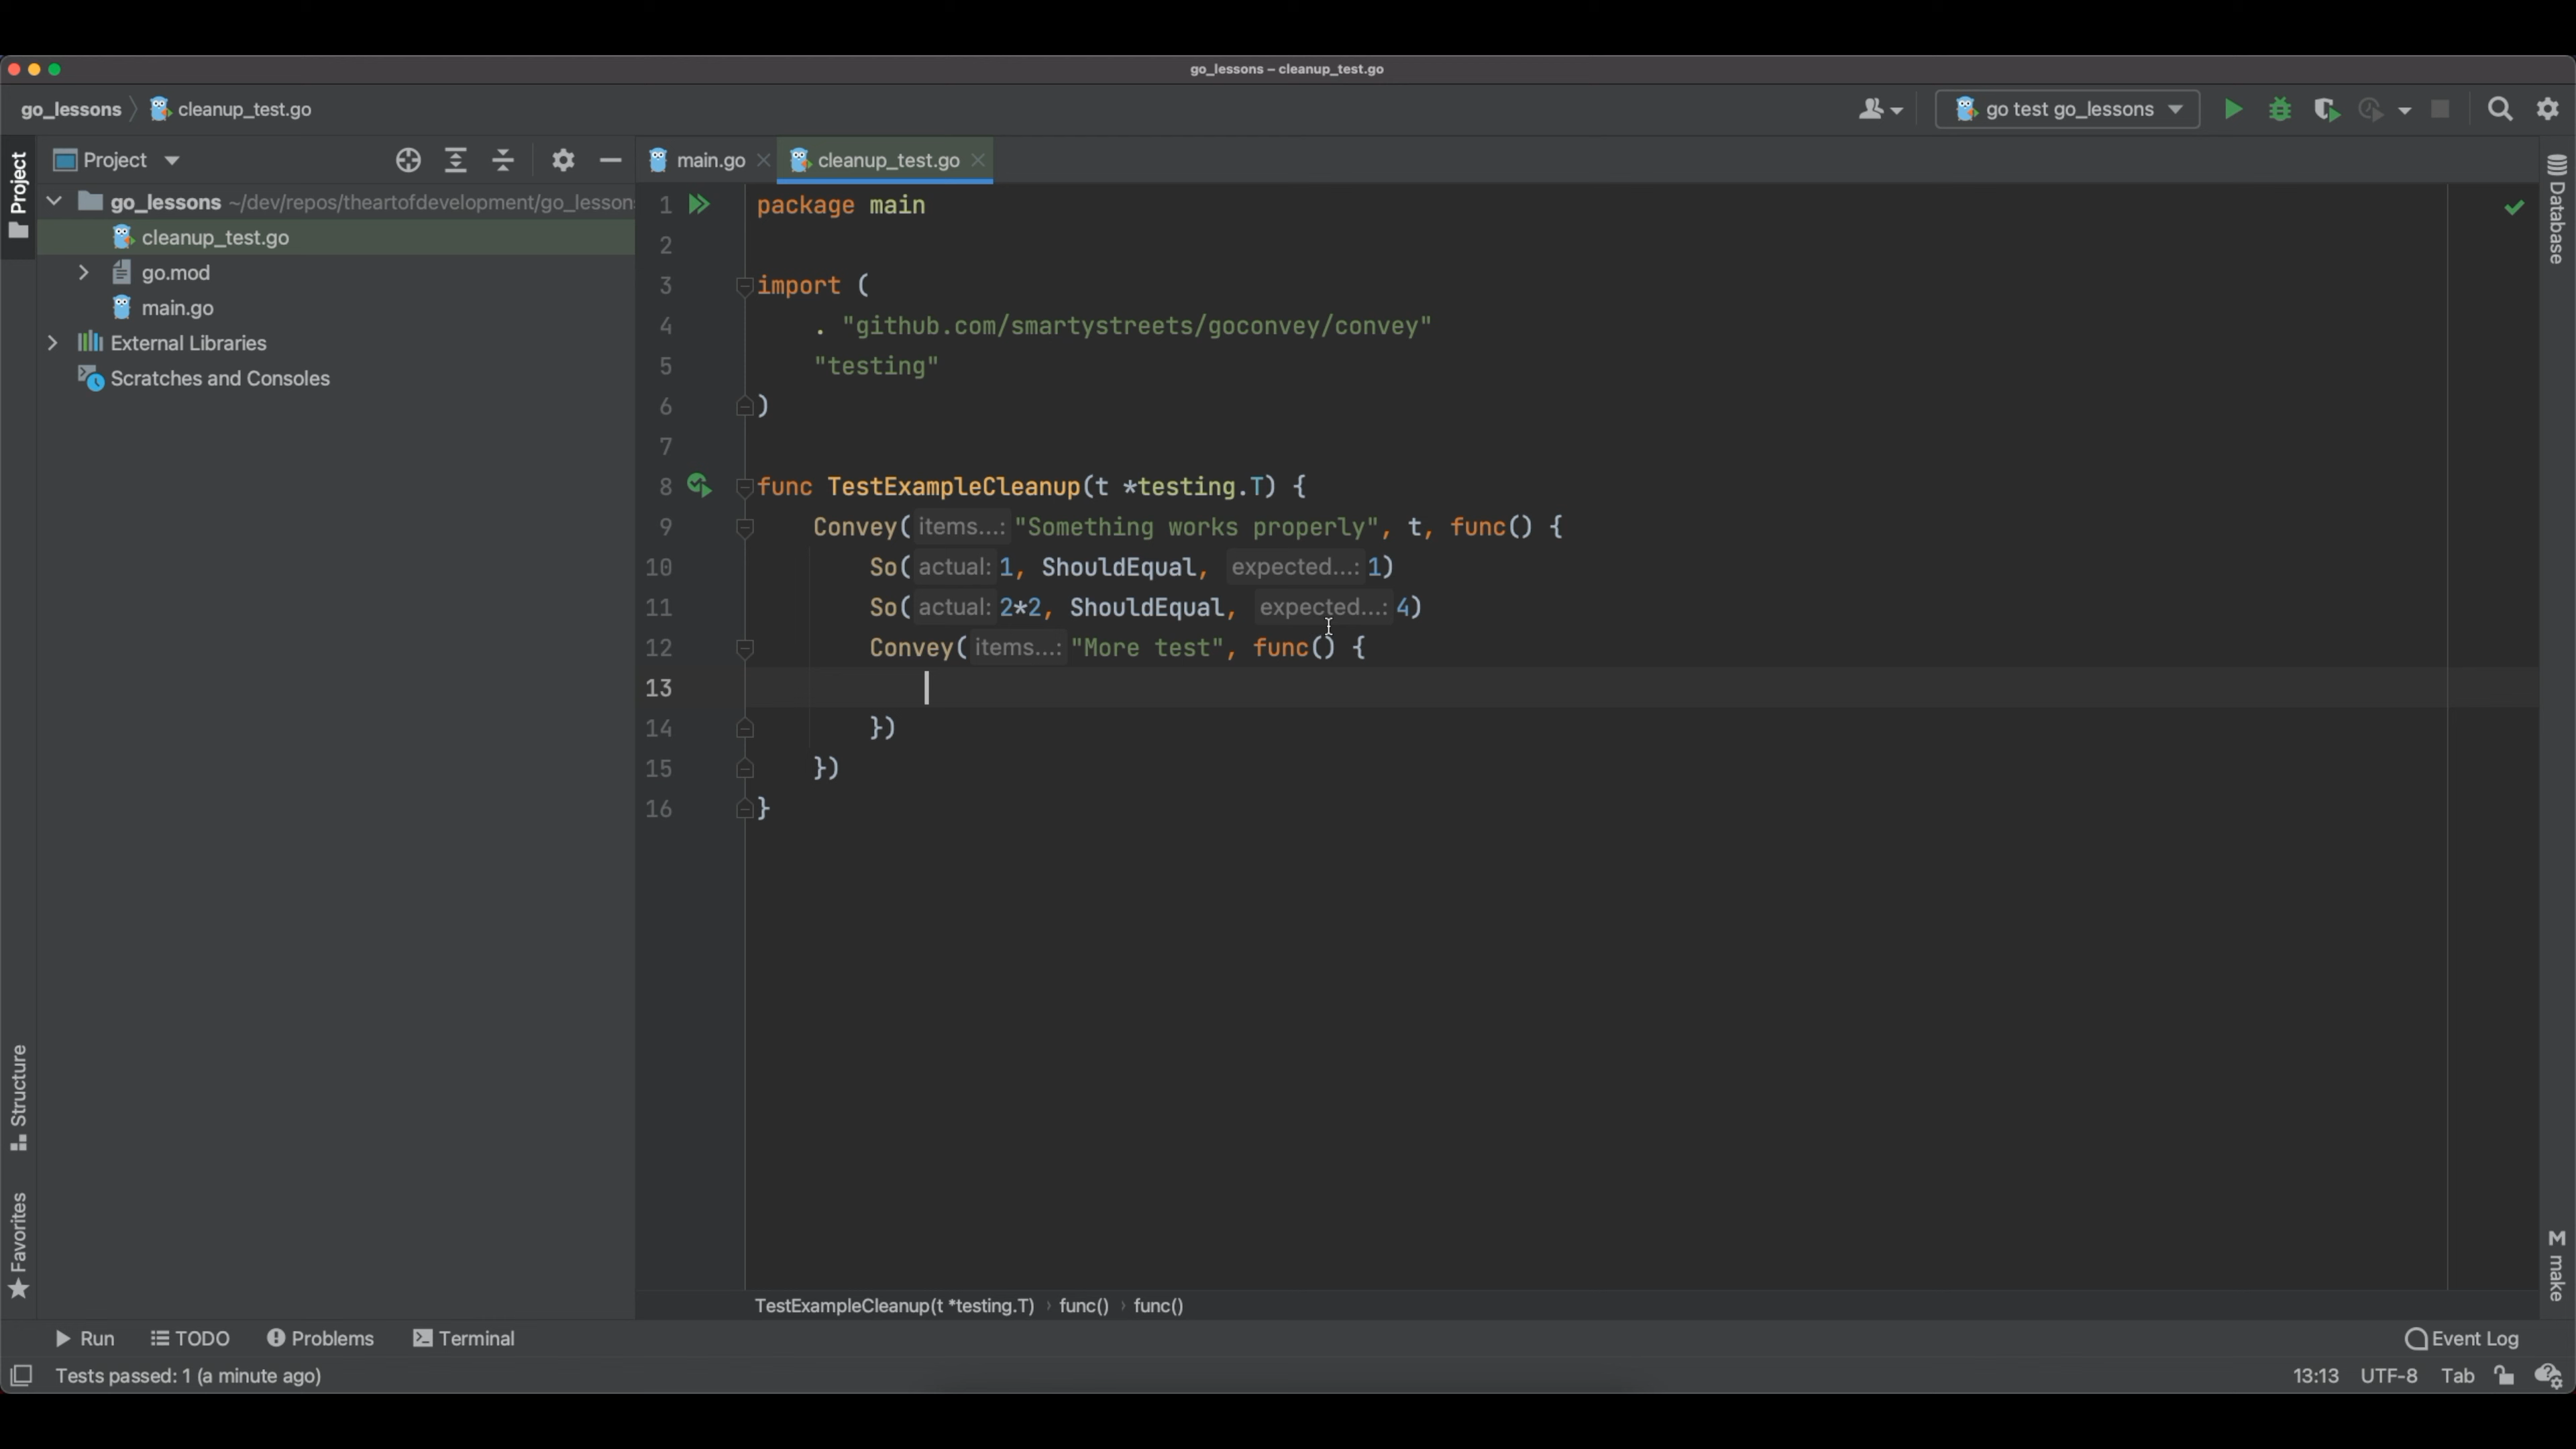 go_lessons – cleanup_test.go
go_lessons cleanup_test.go
go test go_lessons
Project
Project
main.go
cleanup_test.go
Database
go_lessons ~/dev/repos/theartofdevelopment/go_lesson
cleanup_test.go
go.mod
main.go
External Libraries
Scratches and Consoles
1 package main
2
3 import (
4 . "github.com/smartystreets/goconvey/convey"
5 "testing"
6 )
7
8 func TestExampleCleanup(t *testing.T) {
9 Convey( items...: "Something works properly", t, func() {
10 So( actual: 1, ShouldEqual, expected...: 1)
11 So( actual: 2*2, ShouldEqual, expected...: 4)
12 Convey( items...: "More test", func() {
13
14 })
15 })
16 }
Structure
Favorites
M make
TestExampleCleanup(t *testing.T) › func() › func()
Run TODO Problems Terminal Event Log
Tests passed: 1 (a minute ago) 13:13 UTF-8 Tab